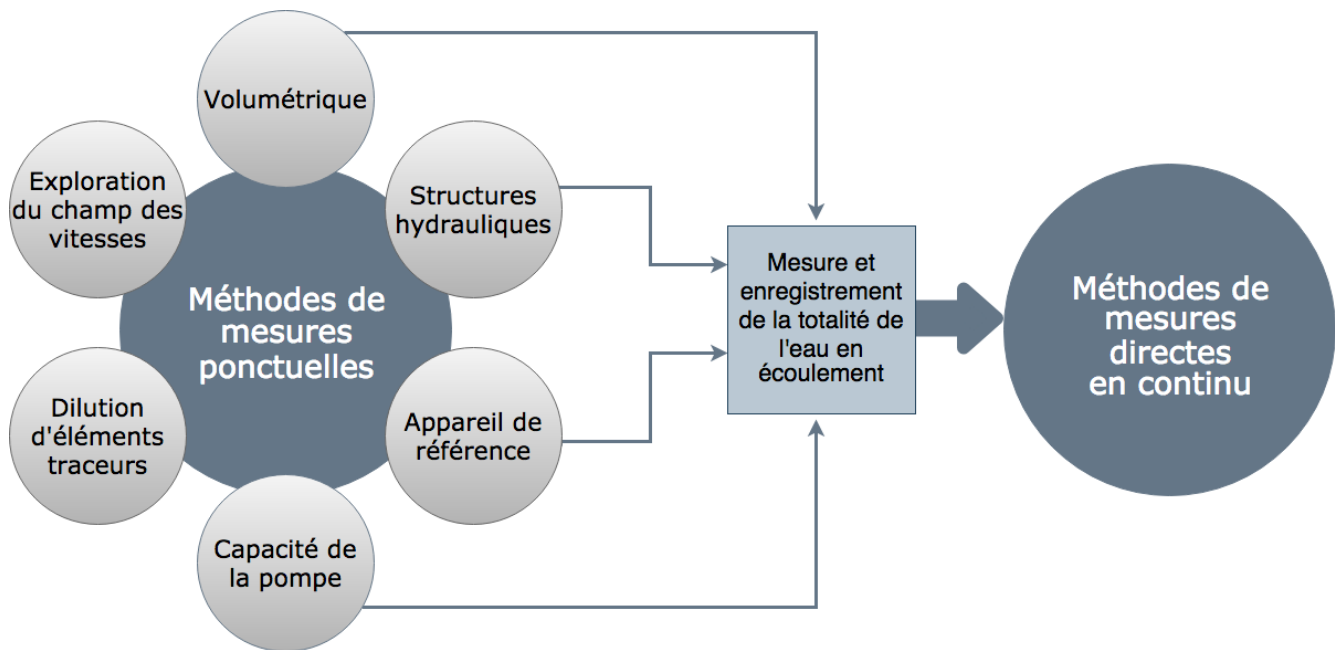 Volumétrique
Exploration
du champ des
vitesses
Structures
hydrauliques
Méthodes de
mesures
ponctuelles
Dilution
d'éléments
traceurs
Appareil de
référence
Capacité de
la pompe
Mesure et
enregistrement
de la totalité de
l'eau en
écoulement
Méthodes de
mesures
directes
en continu